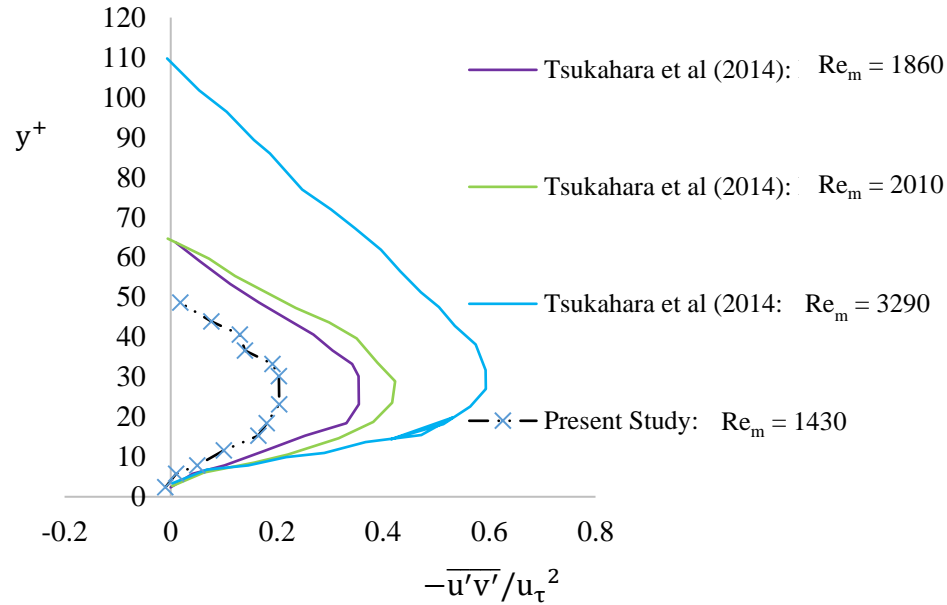 120
110
100
90
80
70
60
50
40
30
20
10
0
y⁺
-0.2 0 0.2 0.4 0.6 0.8
−u′v′/uτ²
Tsukahara et al (2014): Reₘ = 1860
Tsukahara et al (2014): Reₘ = 2010
Tsukahara et al (2014: Reₘ = 3290
Present Study: Reₘ = 1430